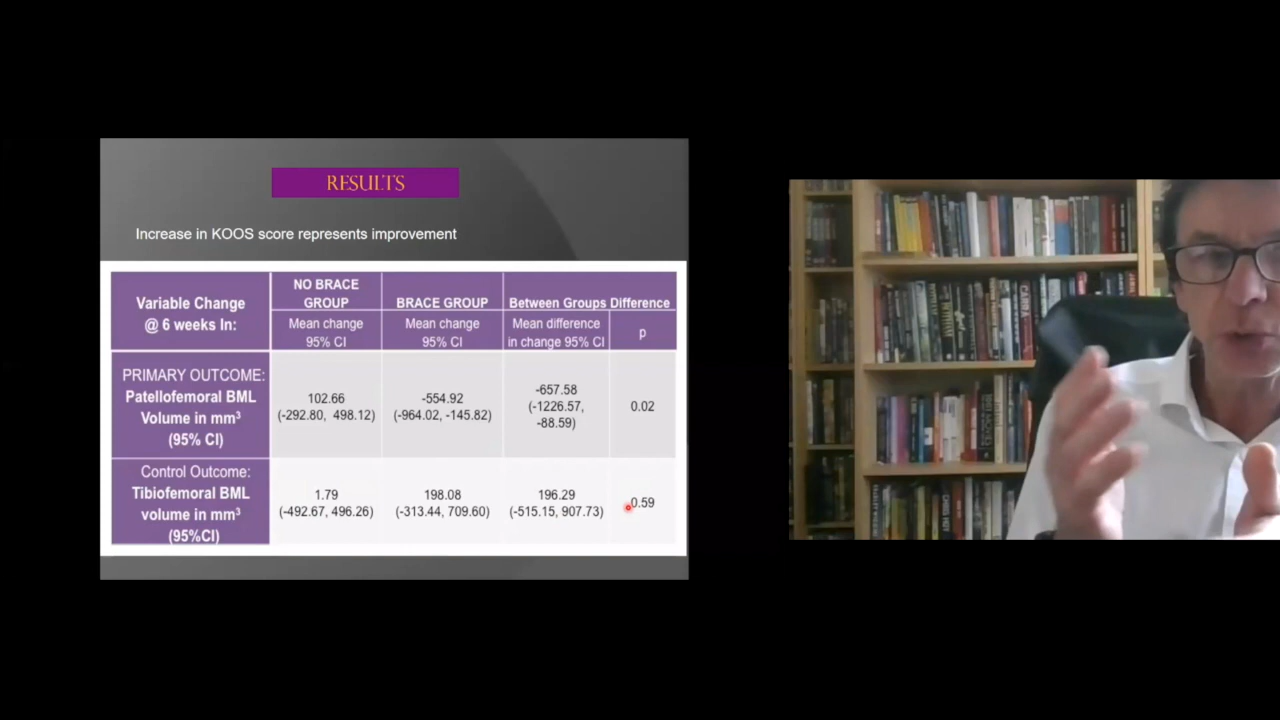 RESULTS
Increase in KOOS score represents improvement
Variable Change
@ 6 weeks In:
NO BRACE
GROUP
BRACE GROUP
Between Groups Difference
Mean change
95% CI
Mean change
95% CI
Mean difference
in change 95% CI
p
PRIMARY OUTCOME:
Patellofemoral BML
Volume in mm³
(95% CI)
102.66
(-292.80, 498.12)
-554.92
(-964.02, -145.82)
-657.58
(-1226.57,
-88.59)
0.02
Control Outcome:
Tibiofemoral BML
volume in mm³
(95%CI)
1.79
(-492.67, 496.26)
198.08
(-313.44, 709.60)
196.29
(-515.15, 907.73)
0.59